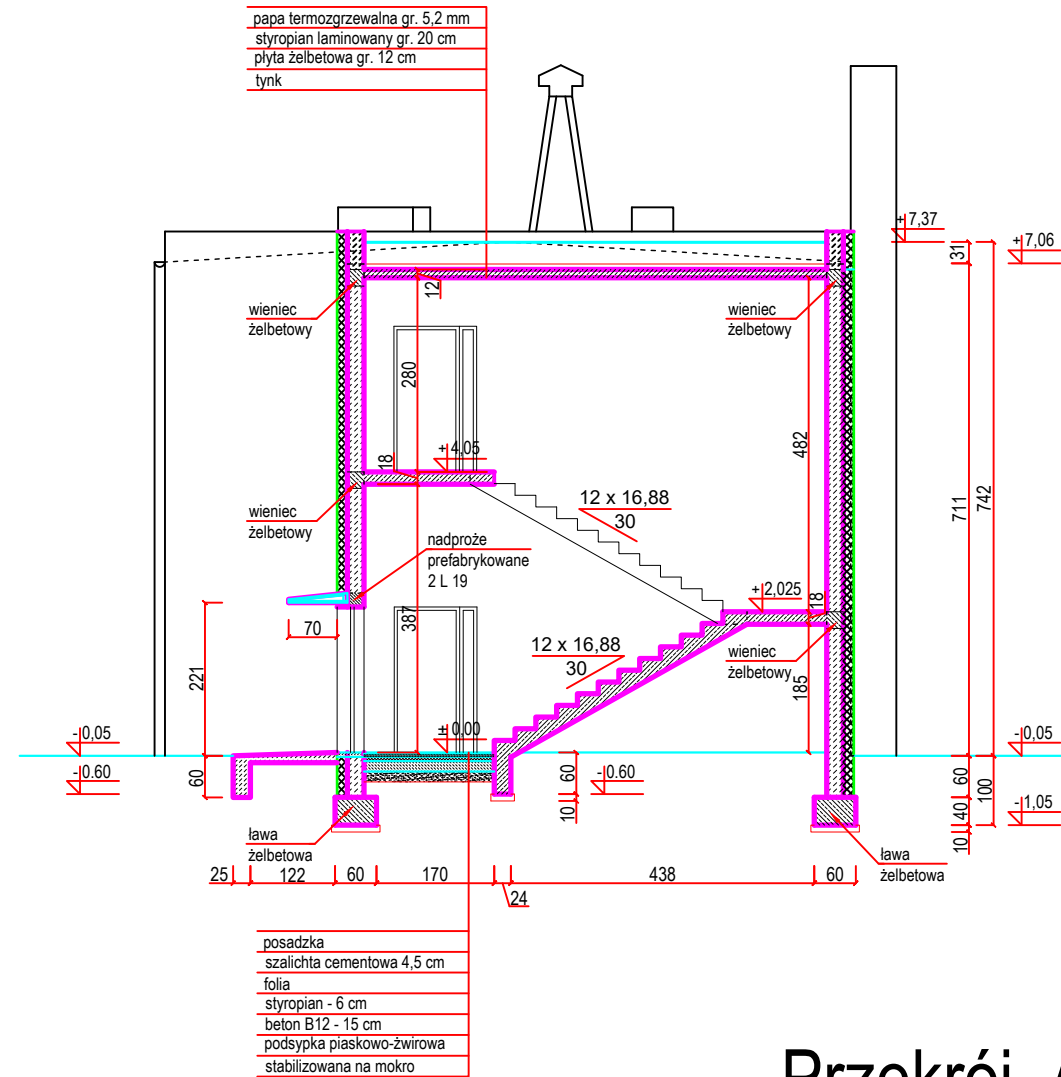 papa termozgrzewalna gr. 5,2 mm
styropian laminowany gr. 20 cm
płyta żelbetowa gr. 12 cm
tynk
+ 7,37
+ 7,06
31
12
wieniec
żelbetowy
wieniec
żelbetowy
280
482
711
742
+ 4,05
18
12 x 16,88
30
wieniec
żelbetowy
nadproże
prefabrykowane
2 L 19
387
+ 2,025
18
70
12 x 16,88
30
wieniec
żelbetowy
221
185
± 0,00
- 0,05
- 0,05
- 0,60
60
60
- 0,60
60
100
10
40
- 1,05
10
ława
żelbetowa
ława
żelbetowa
25
122
60
170
438
60
24
posadzka
szalichta cementowa 4,5 cm
folia
styropian - 6 cm
beton B12 - 15 cm
podsypka piaskowo-żwirowa
stabilizowana na mokro
Przekrój